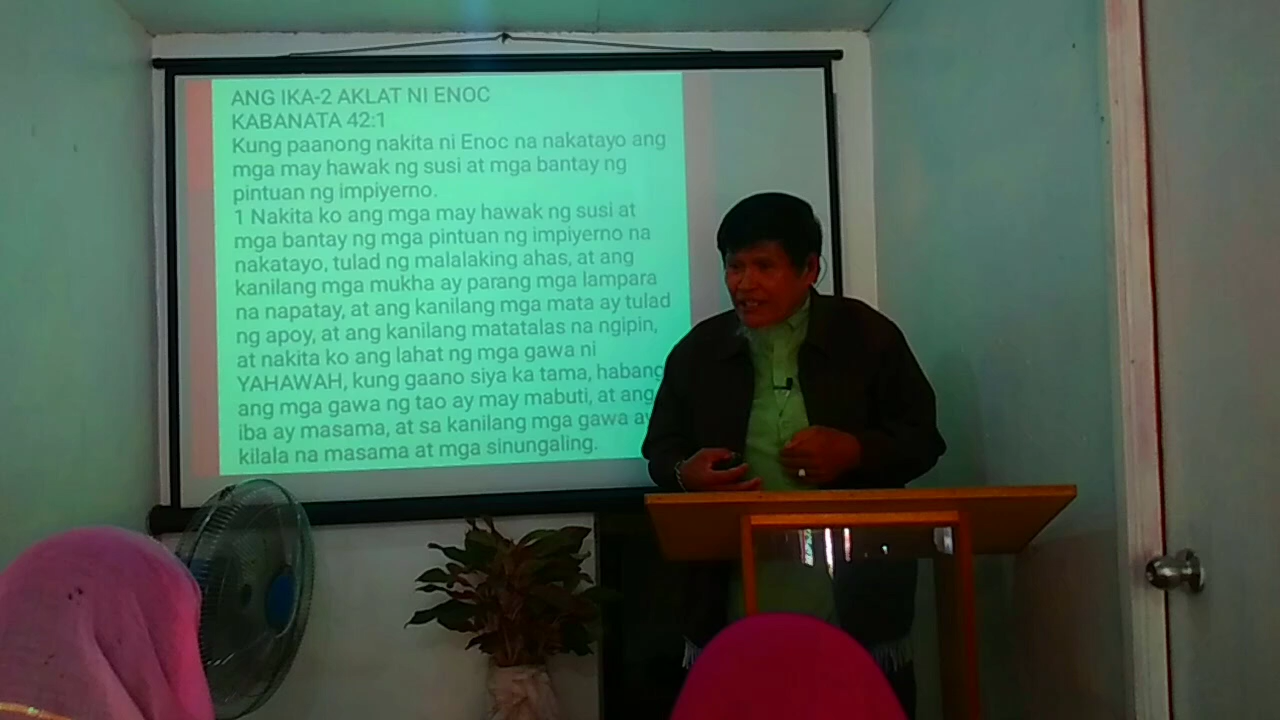 ANG IKA-2 AKLAT NI ENOC
KABANATA 42:1
Kung paanong nakita ni Enoc na nakatayo ang
mga may hawak ng susi at mga bantay ng
pintuan ng impiyerno.
1 Nakita ko ang mga may hawak ng susi at
mga bantay ng mga pintuan ng impiyerno na
nakatayo, tulad ng malalaking ahas, at ang
kanilang mga mukha ay parang mga lampara
na napatay, at ang kanilang mga mata ay tulad
ng apoy, at ang kanilang matatalas na ngipin,
at nakita ko ang lahat ng mga gawa ni
YAHAWAH, kung gaano siya ka tama, habang
ang mga gawa ng tao ay may mabuti, at ang
iba ay masama, at sa kanilang mga gawa ay
kilala na masama at mga sinungaling.